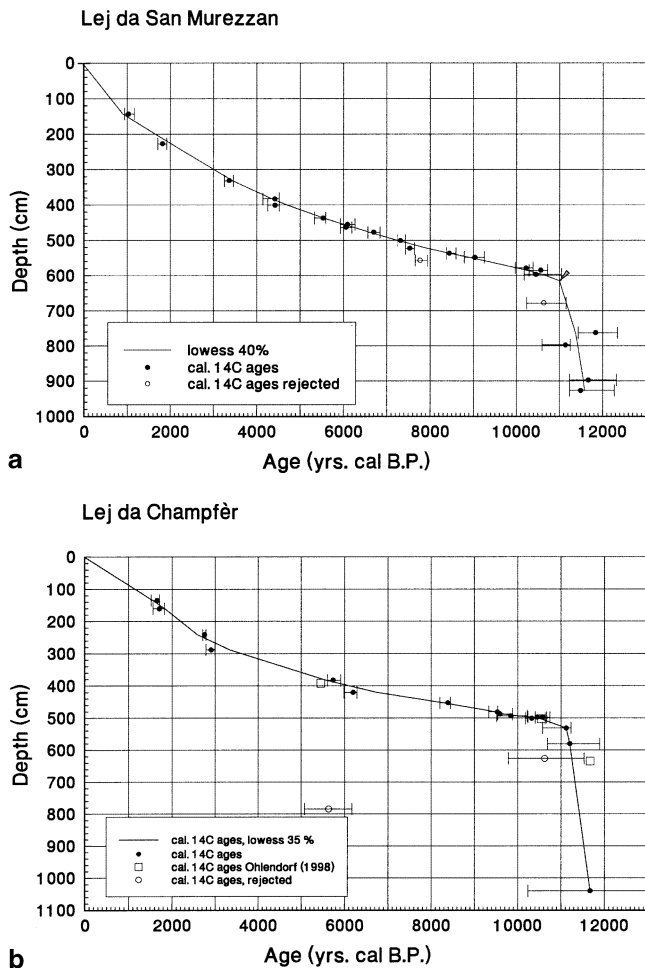 Lej da San Murezzan
0
100
200
300
400
500
600
700
800
900
1000
Depth (cm)
lowess 40%
cal. 14C ages
cal. 14C ages rejected
0 2000 4000 6000 8000 10000 12000
a Age (yrs. cal B.P.)
Lej da Champfèr
0
100
200
300
400
500
600
700
800
900
1000
1100
Depth (cm)
cal. 14C ages, lowess 35 %
cal. 14C ages
cal. 14C ages Ohlendorf (1998)
cal. 14C ages, rejected
0 2000 4000 6000 8000 10000 12000
b Age (yrs. cal B.P.)